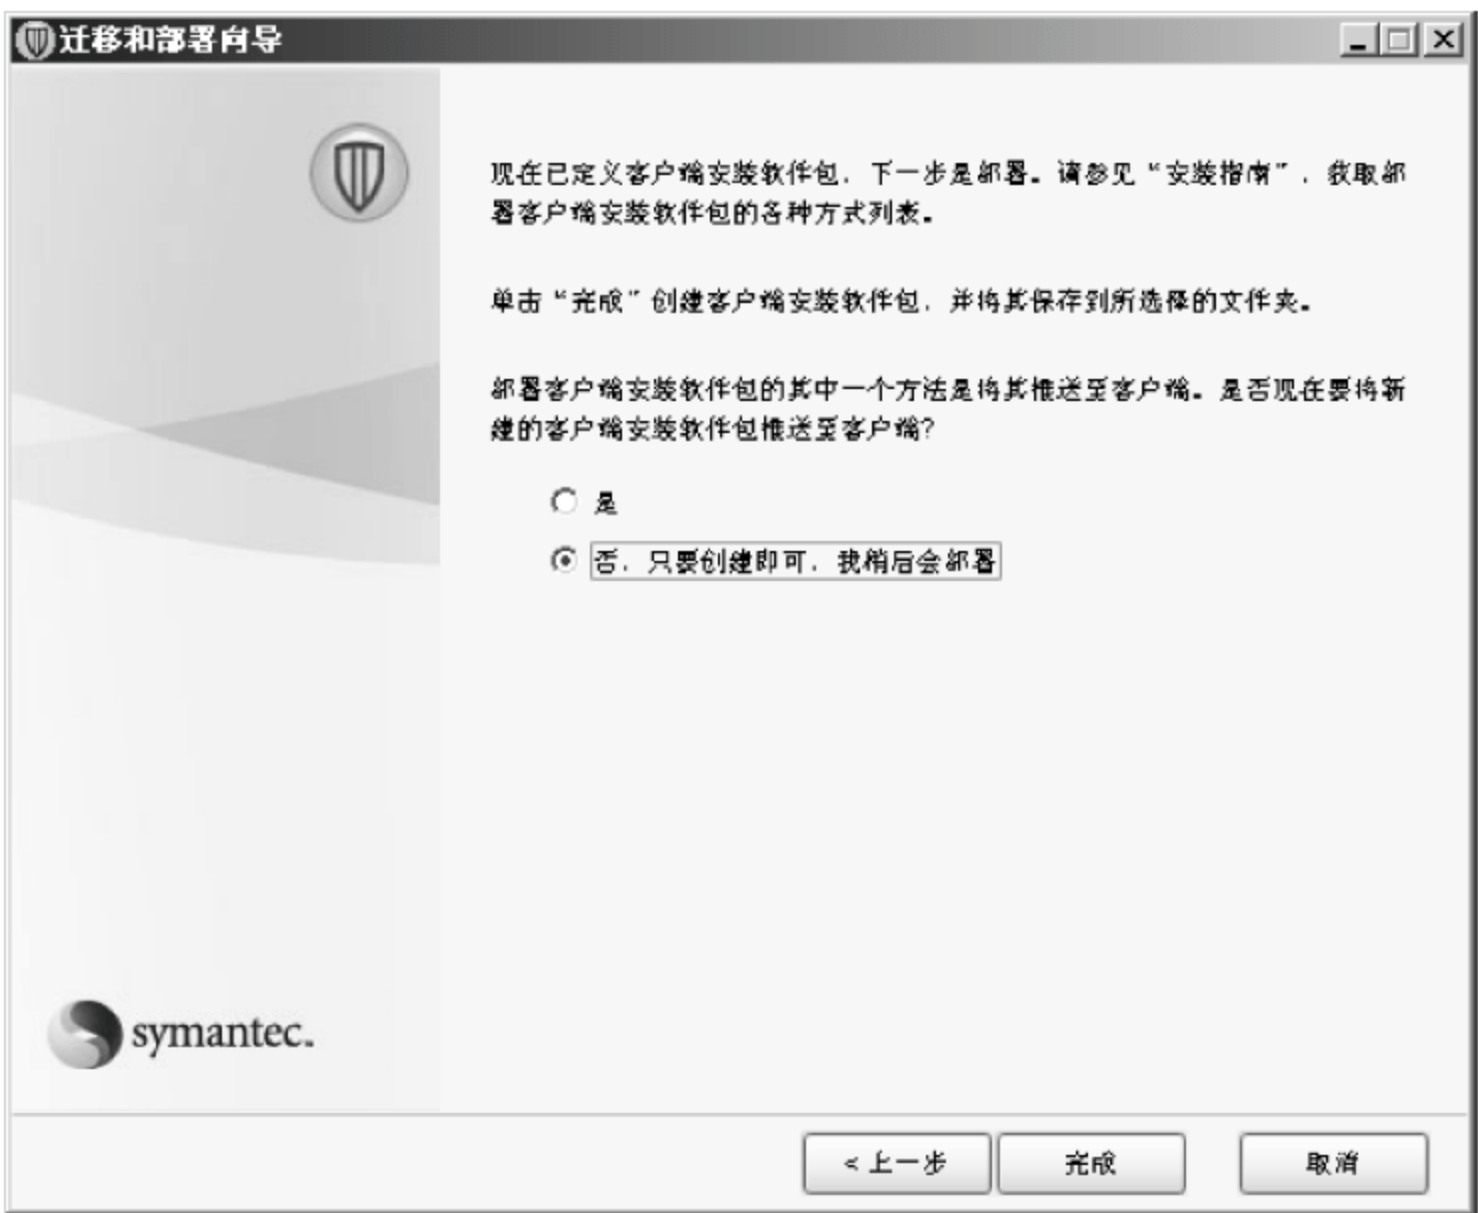 迁移和部署向导
现在已定义客户端安装软件包，下一步是部署。请参见“安装指南”，获取部
署客户端安装软件包的各种方式列表。
单击“完成”创建客户端安装软件包，并将其保存到所选择的文件夹。
部署客户端安装软件包的其中一个方法是将其推送至客户端。是否现在要将新
建的客户端安装软件包推送至客户端?
是
否，只要创建即可，我稍后会部署
symantec.
< 上一步
完成
取消